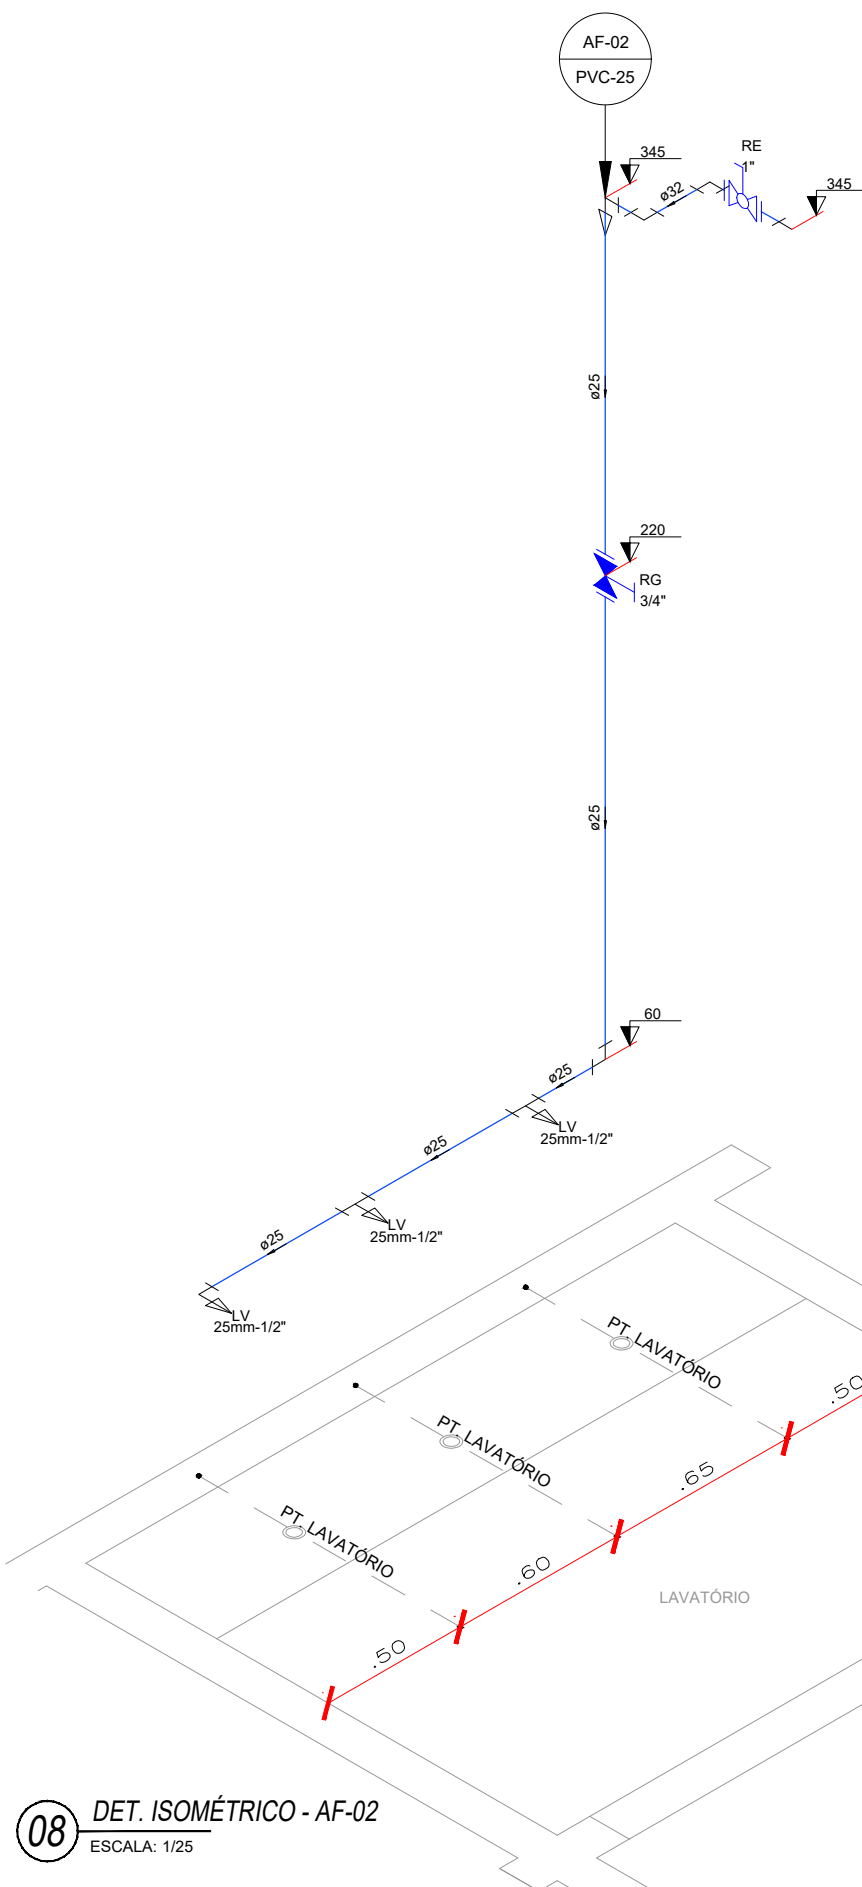 AF-02
PVC-25
345
RE
1"
ø32
345
ø25
220
RG
3/4"
ø25
60
ø25
LV
25mm-1/2"
ø25
LV
25mm-1/2"
ø25
LV
25mm-1/2"
PT. LAVATÓRIO
.50
PT. LAVATÓRIO
.65
PT. LAVATÓRIO
.60
LAVATÓRIO
.50
08
DET. ISOMÉTRICO - AF-02
ESCALA: 1/25